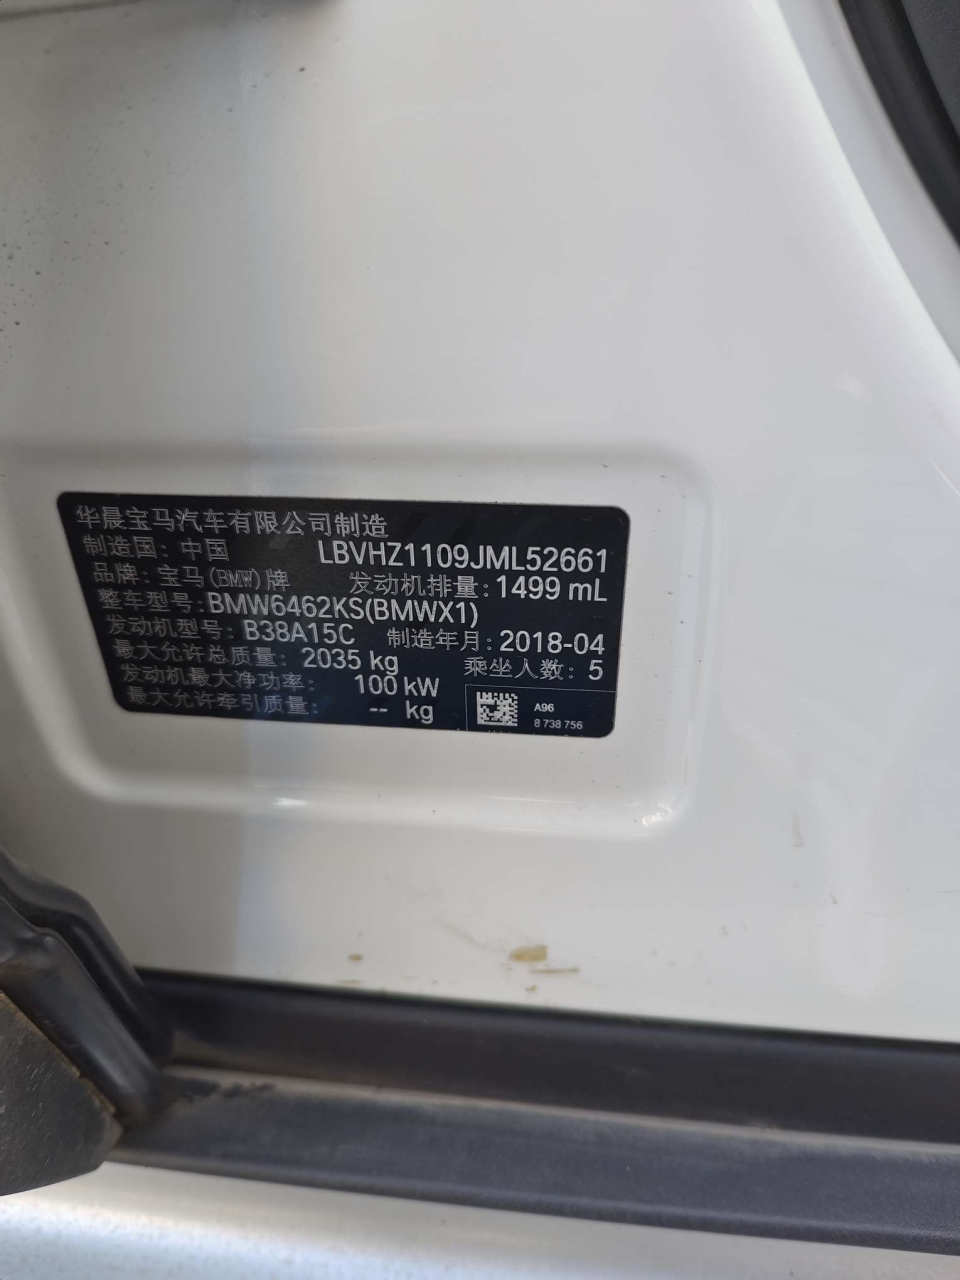 华晨宝马汽车有限公司制造
制造国: 中国 LBVHZ1109JML52661
品牌: 宝马(BMW)牌 发动机排量: 1499 mL
整车型号: BMW6462KS(BMWX1)
发动机型号: B38A15C 制造年月: 2018-04
最大允许总质量: 2035 kg 乘坐人数: 5
发动机最大净功率: 100 kW
最大允许牵引质量: -- kg
A96
8 738 756